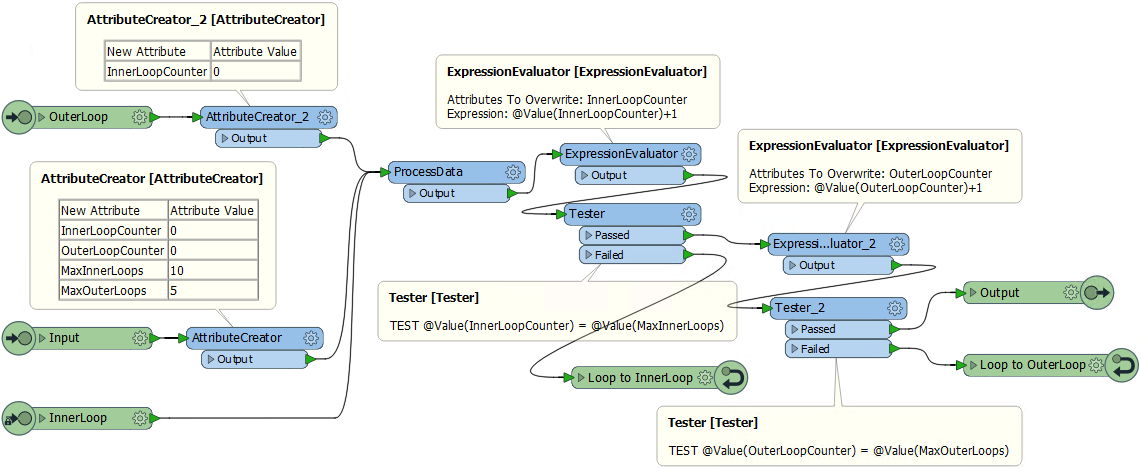 AttributeCreator_2 [AttributeCreator]
New Attribute Attribute Value
InnerLoopCounter 0
OuterLoop
AttributeCreator_2
Output
AttributeCreator [AttributeCreator]
New Attribute Attribute Value
InnerLoopCounter 0
OuterLoopCounter 0
MaxInnerLoops 10
MaxOuterLoops 5
Input
AttributeCreator
Output
InnerLoop
ProcessData
Output
ExpressionEvaluator [ExpressionEvaluator]
Attributes To Overwrite: InnerLoopCounter
Expression: @Value(InnerLoopCounter)+1
ExpressionEvaluator
Output
Tester
Passed
Failed
Tester [Tester]
TEST @Value(InnerLoopCounter) = @Value(MaxInnerLoops)
Loop to InnerLoop
ExpressionEvaluator [ExpressionEvaluator]
Attributes To Overwrite: OuterLoopCounter
Expression: @Value(OuterLoopCounter)+1
Expressi...luator_2
Output
Tester_2
Passed
Failed
Output
Loop to OuterLoop
Tester [Tester]
TEST @Value(OuterLoopCounter) = @Value(MaxOuterLoops)